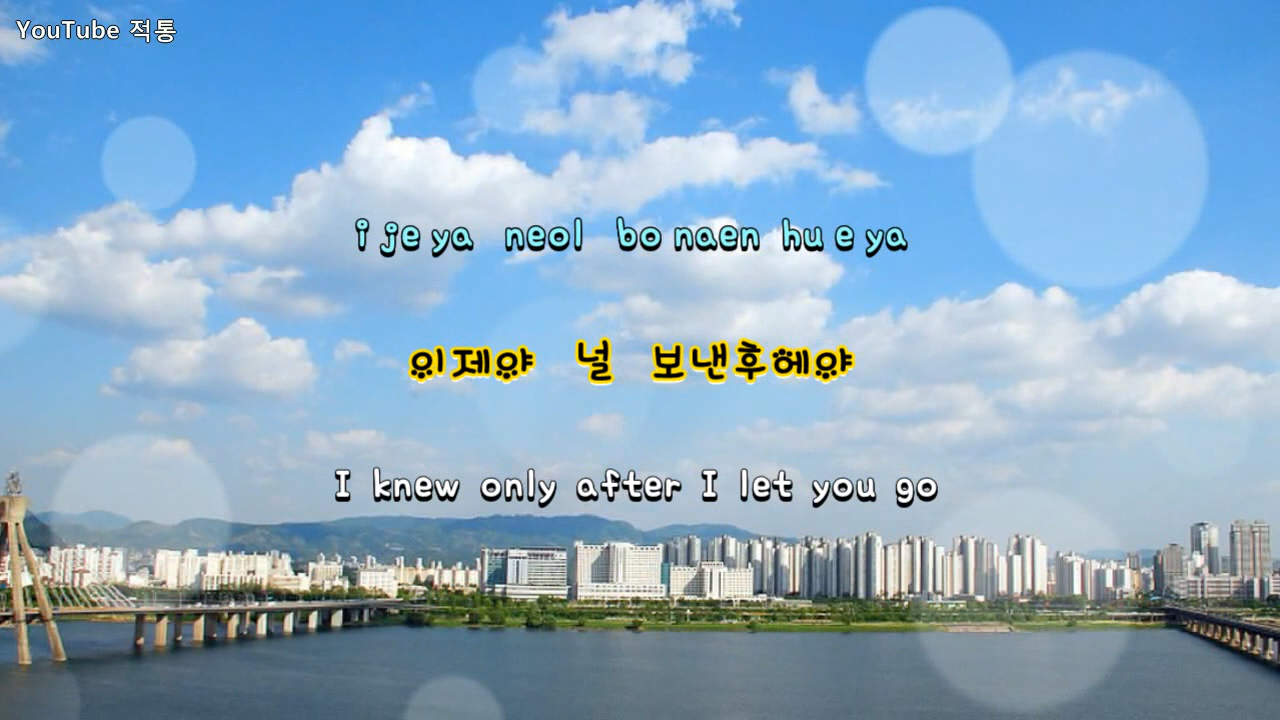 YouTube 적통
i je ya neol bo naen hu e ya
이제야 널 보낸후헤야
I knew only after I let you go